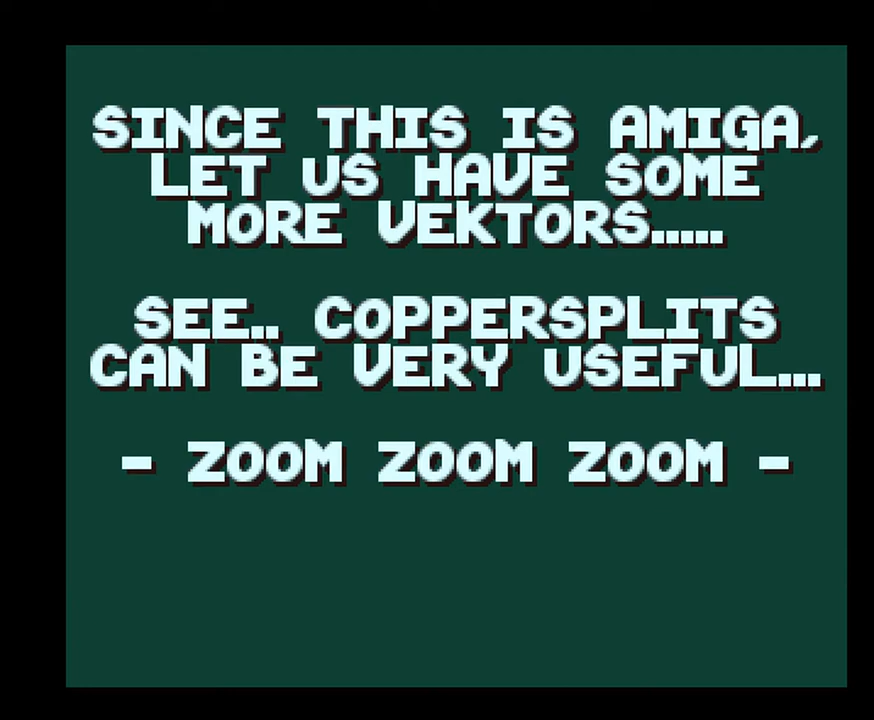 SINCE THIS IS AMIGA,
LET US HAVE SOME
MORE VEKTORS.....
SEE.. COPPERSPLITS
CAN BE VERY USEFUL...
- ZOOM ZOOM ZOOM -